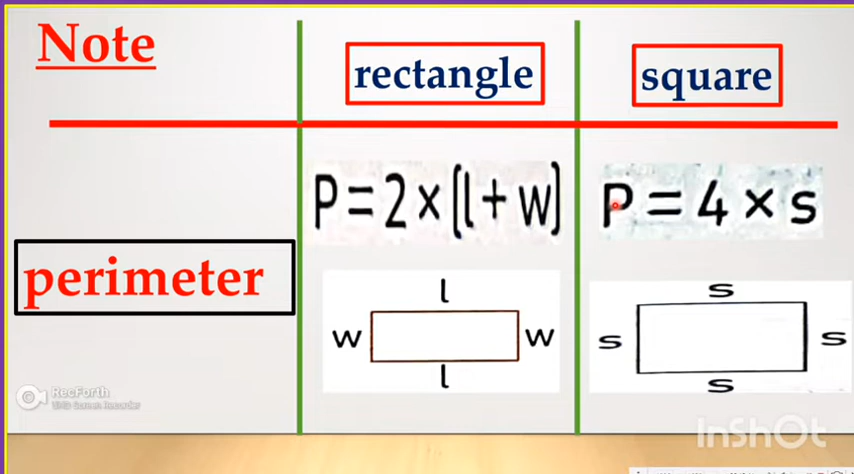 Note
rectangle
square
perimeter
P = 2 × (l + w)
P = 4 × s
l
w
w
l
s
s
s
s
RecForth
InShOt